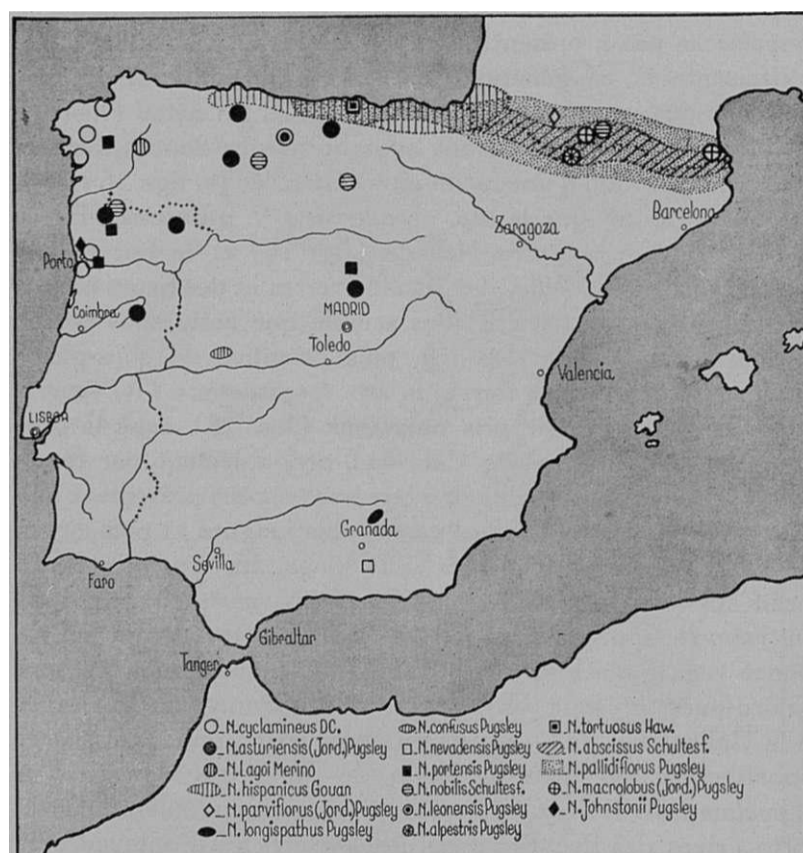 Zaragoza
Barcelona
Porto
Coimbra
MADRID
Toledo
Valencia
LISBOA
Granada
Sevilla
Faro
Gibraltar
Tanger
N.cyclamineus DC.
N.asturiensis (Jord.) Pugsley
N.Lagoi Merino
N.hispanicus Gouan
N.parviflorus (Jord.) Pugsley
N.longispathus Pugsley
N.confusus Pugsley
N.nevadensis Pugsley
N.portensis Pugsley
N.nobilis Schultes f.
N.leonensis Pugsley
N.alpestris Pugsley
N.tortuosus Haw.
N.abscissus Schultes f.
N.pallidiflorus Pugsley
N.macrolobus (Jord.) Pugsley
N.Johnstonii Pugsley